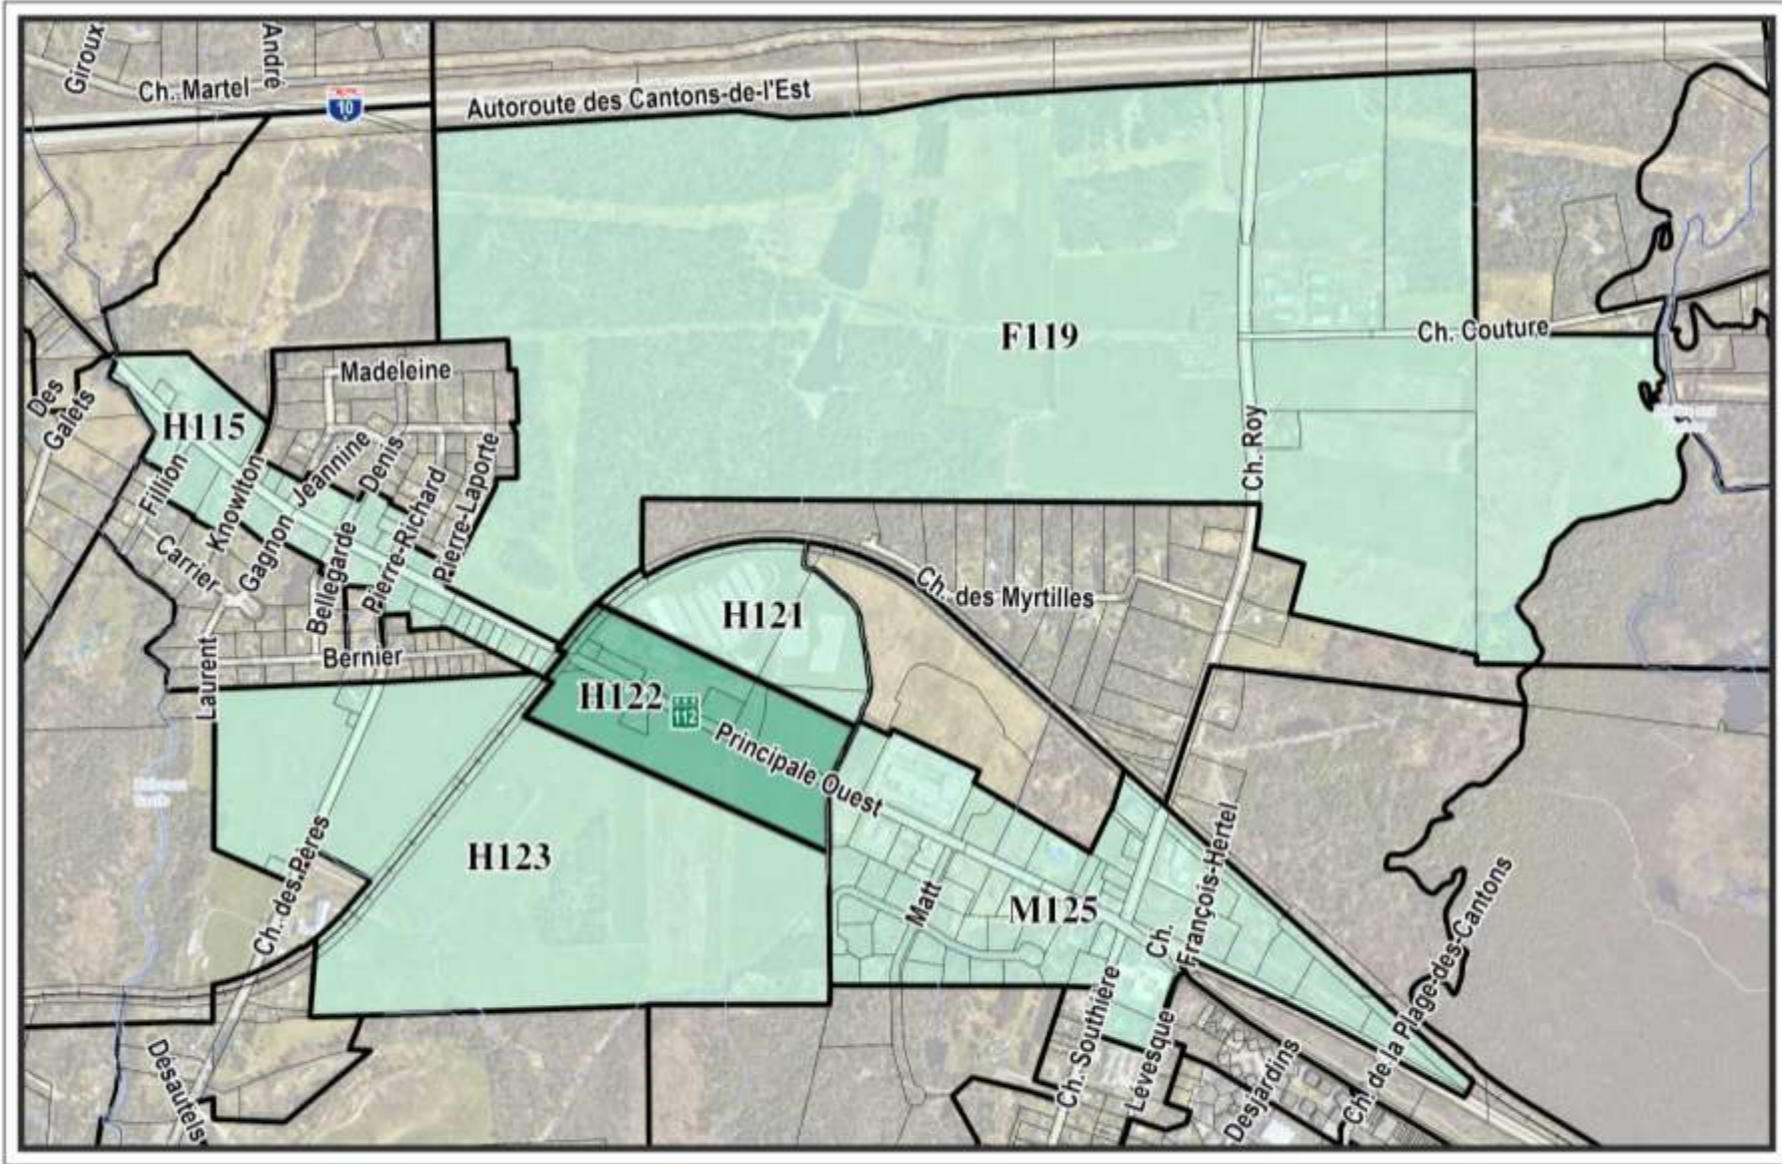 Giroux
André
Ch. Martel
10
Autoroute des Cantons-de-l'Est
F119
Ch. Couture
Madeleine
Des
Galets
H115
Jeannine
Denis
Ch. Roy
Fillion
Knowlton
Gagnon
Pierre-Richard
Pierre-Laporte
Carrier
Bellegarde
Ch. des Myrtilles
H121
Laurent
Bernier
H122
112
Principale Ouest
H123
Ch. des Pères
Matt
M125
Ch.
François-Hertel
Ch. de la Plage-des-Cantons
Ch. Southière
Lévesque
Desjardins
Desautels